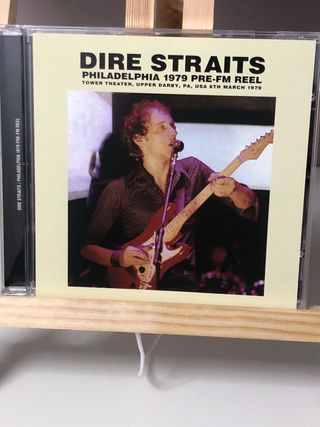 DIRE STRAITS
PHILADELPHIA 1979 PRE-FM REEL
TOWER THEATER, UPPER DARBY, PA, USA 6TH MARCH 1979
DIRE STRAITS / PHILADELPHIA 1979 PRE-FM REEL